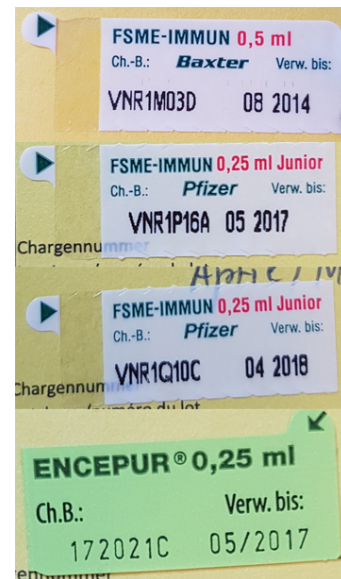 FSME-IMMUN 0,5 ml
Ch.-B.: Baxter Verw. bis:
VNR1M03D 08 2014
FSME-IMMUN 0,25 ml Junior
Ch.-B.: Pfizer Verw. bis:
VNR1P16A 05 2017
Chargennummer
FSME-IMMUN 0,25 ml Junior
Ch.-B.: Pfizer Verw. bis:
VNR1Q10C 04 2018
Chargennummer
ENCEPUR® 0,25 ml
Ch.B.: Verw. bis:
172021C 05/2017